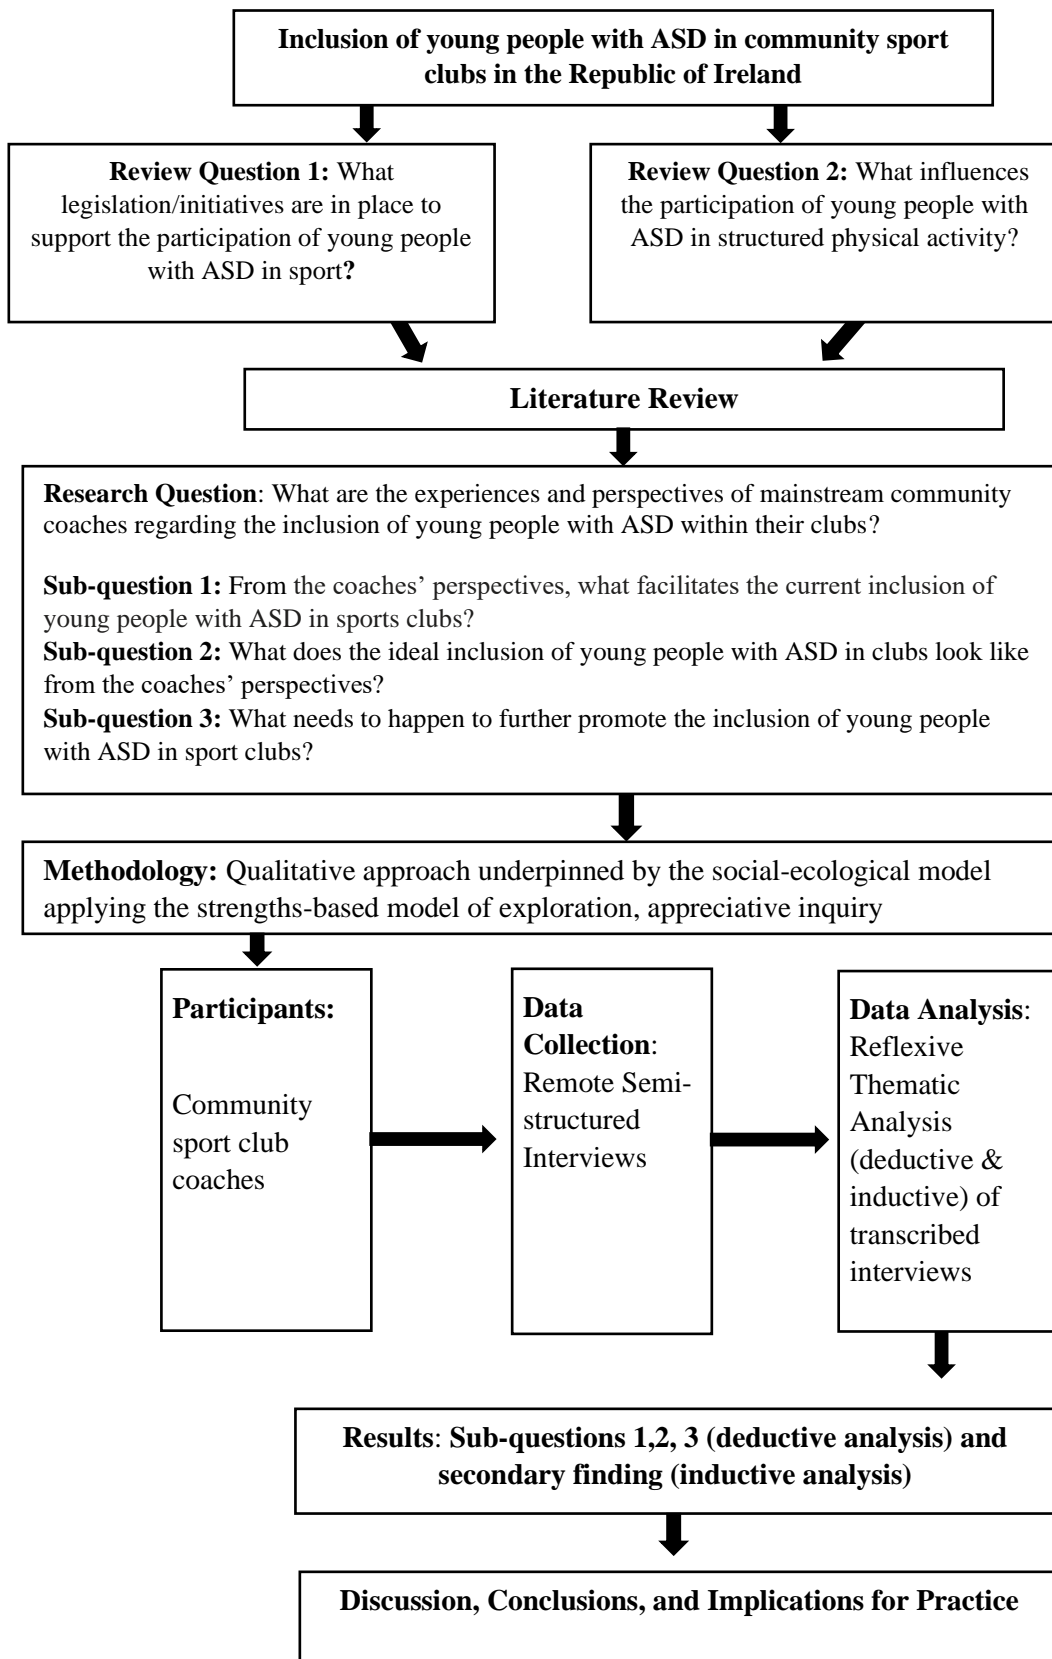 Inclusion of young people with ASD in community sport
clubs in the Republic of Ireland
Review Question 1: What
legislation/initiatives are in place to
support the participation of young people
with ASD in sport?
Review Question 2: What influences
the participation of young people with
ASD in structured physical activity?
Literature Review
Research Question: What are the experiences and perspectives of mainstream community
coaches regarding the inclusion of young people with ASD within their clubs?
Sub-question 1: From the coaches’ perspectives, what facilitates the current inclusion of
young people with ASD in sports clubs?
Sub-question 2: What does the ideal inclusion of young people with ASD in clubs look like
from the coaches’ perspectives?
Sub-question 3: What needs to happen to further promote the inclusion of young people
with ASD in sport clubs?
Methodology: Qualitative approach underpinned by the social-ecological model
applying the strengths-based model of exploration, appreciative inquiry
Participants:
Community
sport club
coaches
Data
Collection:
Remote Semi-
structured
Interviews
Data Analysis:
Reflexive
Thematic
Analysis
(deductive &
inductive) of
transcribed
interviews
Results: Sub-questions 1,2, 3 (deductive analysis) and
secondary finding (inductive analysis)
Discussion, Conclusions, and Implications for Practice